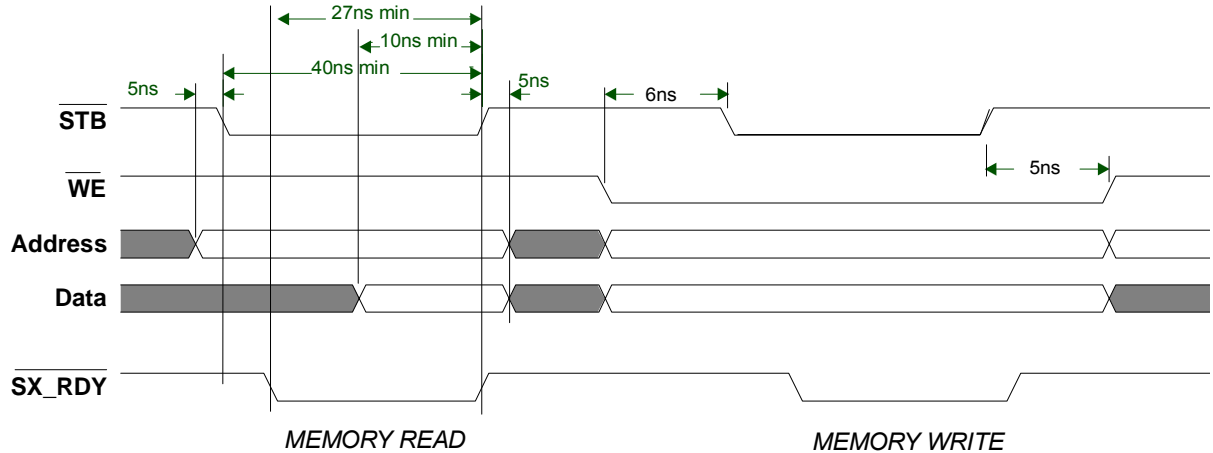 27ns min
10ns min
40ns min
5ns
5ns
6ns
STB
5ns
WE
Address
Data
SX_RDY
MEMORY READ
MEMORY WRITE